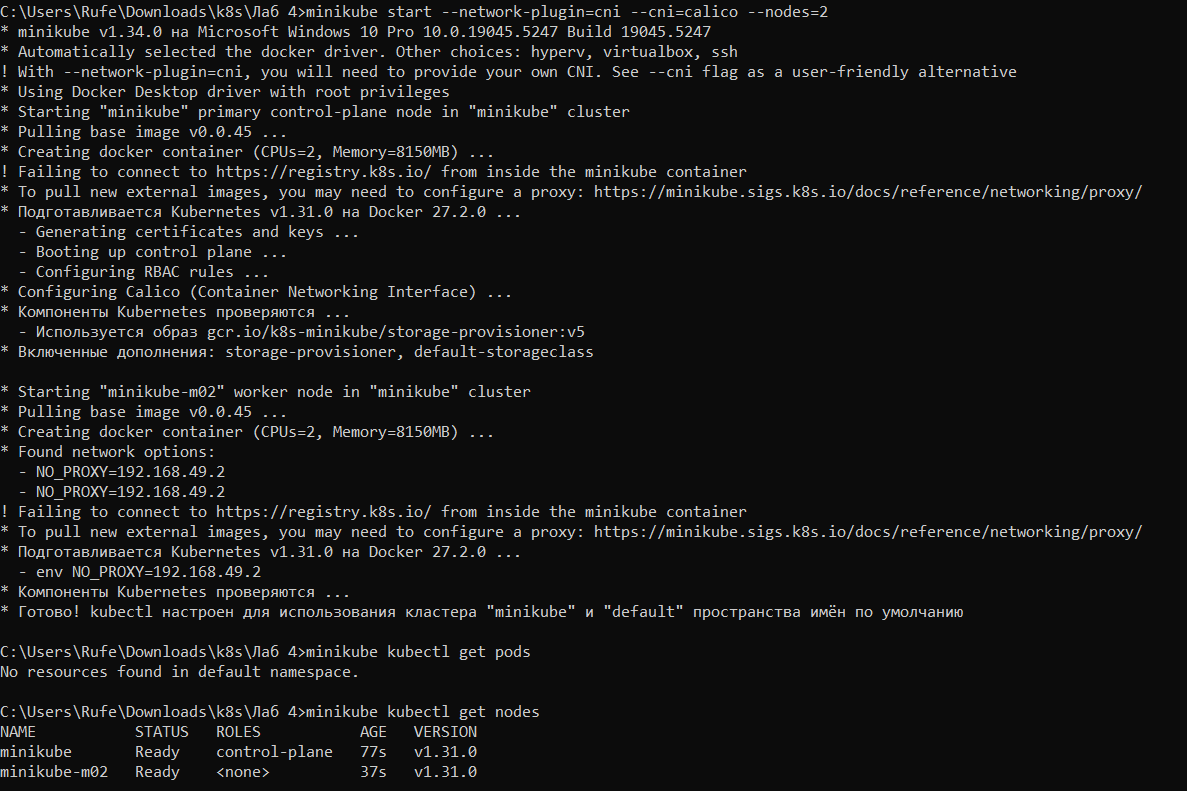 C:\Users\Rufe\Downloads\k8s\Лаб 4>minikube start --network-plugin=cni --cni=calico --nodes=2
* minikube v1.34.0 на Microsoft Windows 10 Pro 10.0.19045.5247 Build 19045.5247
* Automatically selected the docker driver. Other choices: hyperv, virtualbox, ssh
! With --network-plugin=cni, you will need to provide your own CNI. See --cni flag as a user-friendly alternative
* Using Docker Desktop driver with root privileges
* Starting "minikube" primary control-plane node in "minikube" cluster
* Pulling base image v0.0.45 ...
* Creating docker container (CPUs=2, Memory=8150MB) ...
! Failing to connect to https://registry.k8s.io/ from inside the minikube container
* To pull new external images, you may need to configure a proxy: https://minikube.sigs.k8s.io/docs/reference/networking/proxy/
* Подготавливается Kubernetes v1.31.0 на Docker 27.2.0 ...
  - Generating certificates and keys ...
  - Booting up control plane ...
  - Configuring RBAC rules ...
* Configuring Calico (Container Networking Interface) ...
* Компоненты Kubernetes проверяются ...
  - Используется образ gcr.io/k8s-minikube/storage-provisioner:v5
* Включенные дополнения: storage-provisioner, default-storageclass
* Starting "minikube-m02" worker node in "minikube" cluster
* Pulling base image v0.0.45 ...
* Creating docker container (CPUs=2, Memory=8150MB) ...
* Found network options:
  - NO_PROXY=192.168.49.2
  - NO_PROXY=192.168.49.2
! Failing to connect to https://registry.k8s.io/ from inside the minikube container
* To pull new external images, you may need to configure a proxy: https://minikube.sigs.k8s.io/docs/reference/networking/proxy/
* Подготавливается Kubernetes v1.31.0 на Docker 27.2.0 ...
  - env NO_PROXY=192.168.49.2
* Компоненты Kubernetes проверяются ...
* Готово! kubectl настроен для использования кластера "minikube" и "default" пространства имён по умолчанию
C:\Users\Rufe\Downloads\k8s\Лаб 4>minikube kubectl get pods
No resources found in default namespace.
C:\Users\Rufe\Downloads\k8s\Лаб 4>minikube kubectl get nodes
NAME           STATUS   ROLES           AGE   VERSION
minikube       Ready    control-plane   77s   v1.31.0
minikube-m02   Ready    <none>          37s   v1.31.0